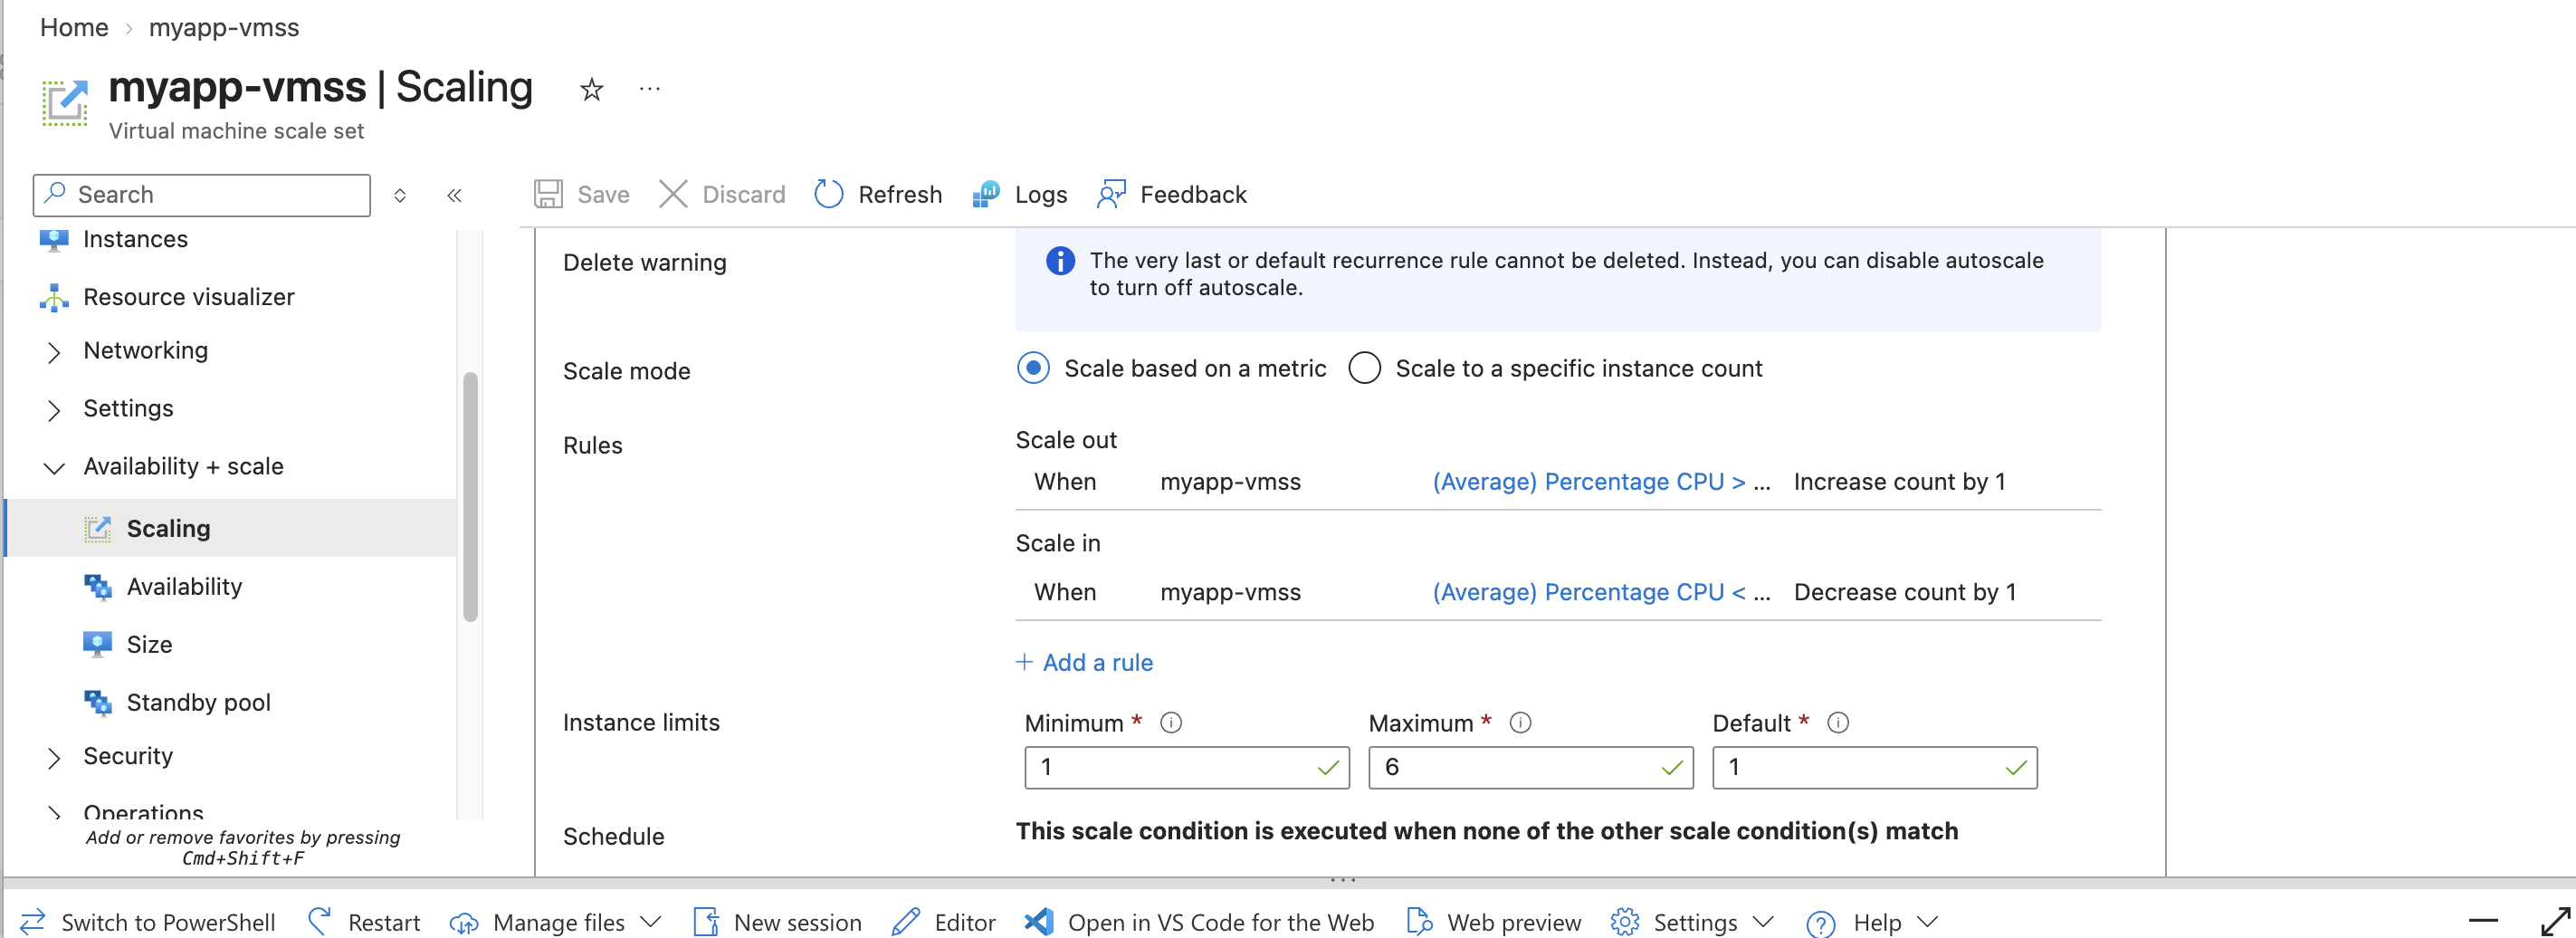 Home > myapp-vmss
myapp-vmss | Scaling
Virtual machine scale set
Search
Save Discard Refresh Logs Feedback
Instances
Resource visualizer
Networking
Settings
Availability + scale
Scaling
Availability
Size
Standby pool
Security
Operations
Add or remove favorites by pressing
Cmd+Shift+F
Delete warning
The very last or default recurrence rule cannot be deleted. Instead, you can disable autoscale
to turn off autoscale.
Scale mode
Scale based on a metric Scale to a specific instance count
Rules
Scale out
When myapp-vmss (Average) Percentage CPU > ... Increase count by 1
Scale in
When myapp-vmss (Average) Percentage CPU < ... Decrease count by 1
+ Add a rule
Instance limits
Minimum * Maximum * Default *
1 6 1
Schedule
This scale condition is executed when none of the other scale condition(s) match
Switch to PowerShell Restart Manage files New session Editor Open in VS Code for the Web Web preview Settings Help